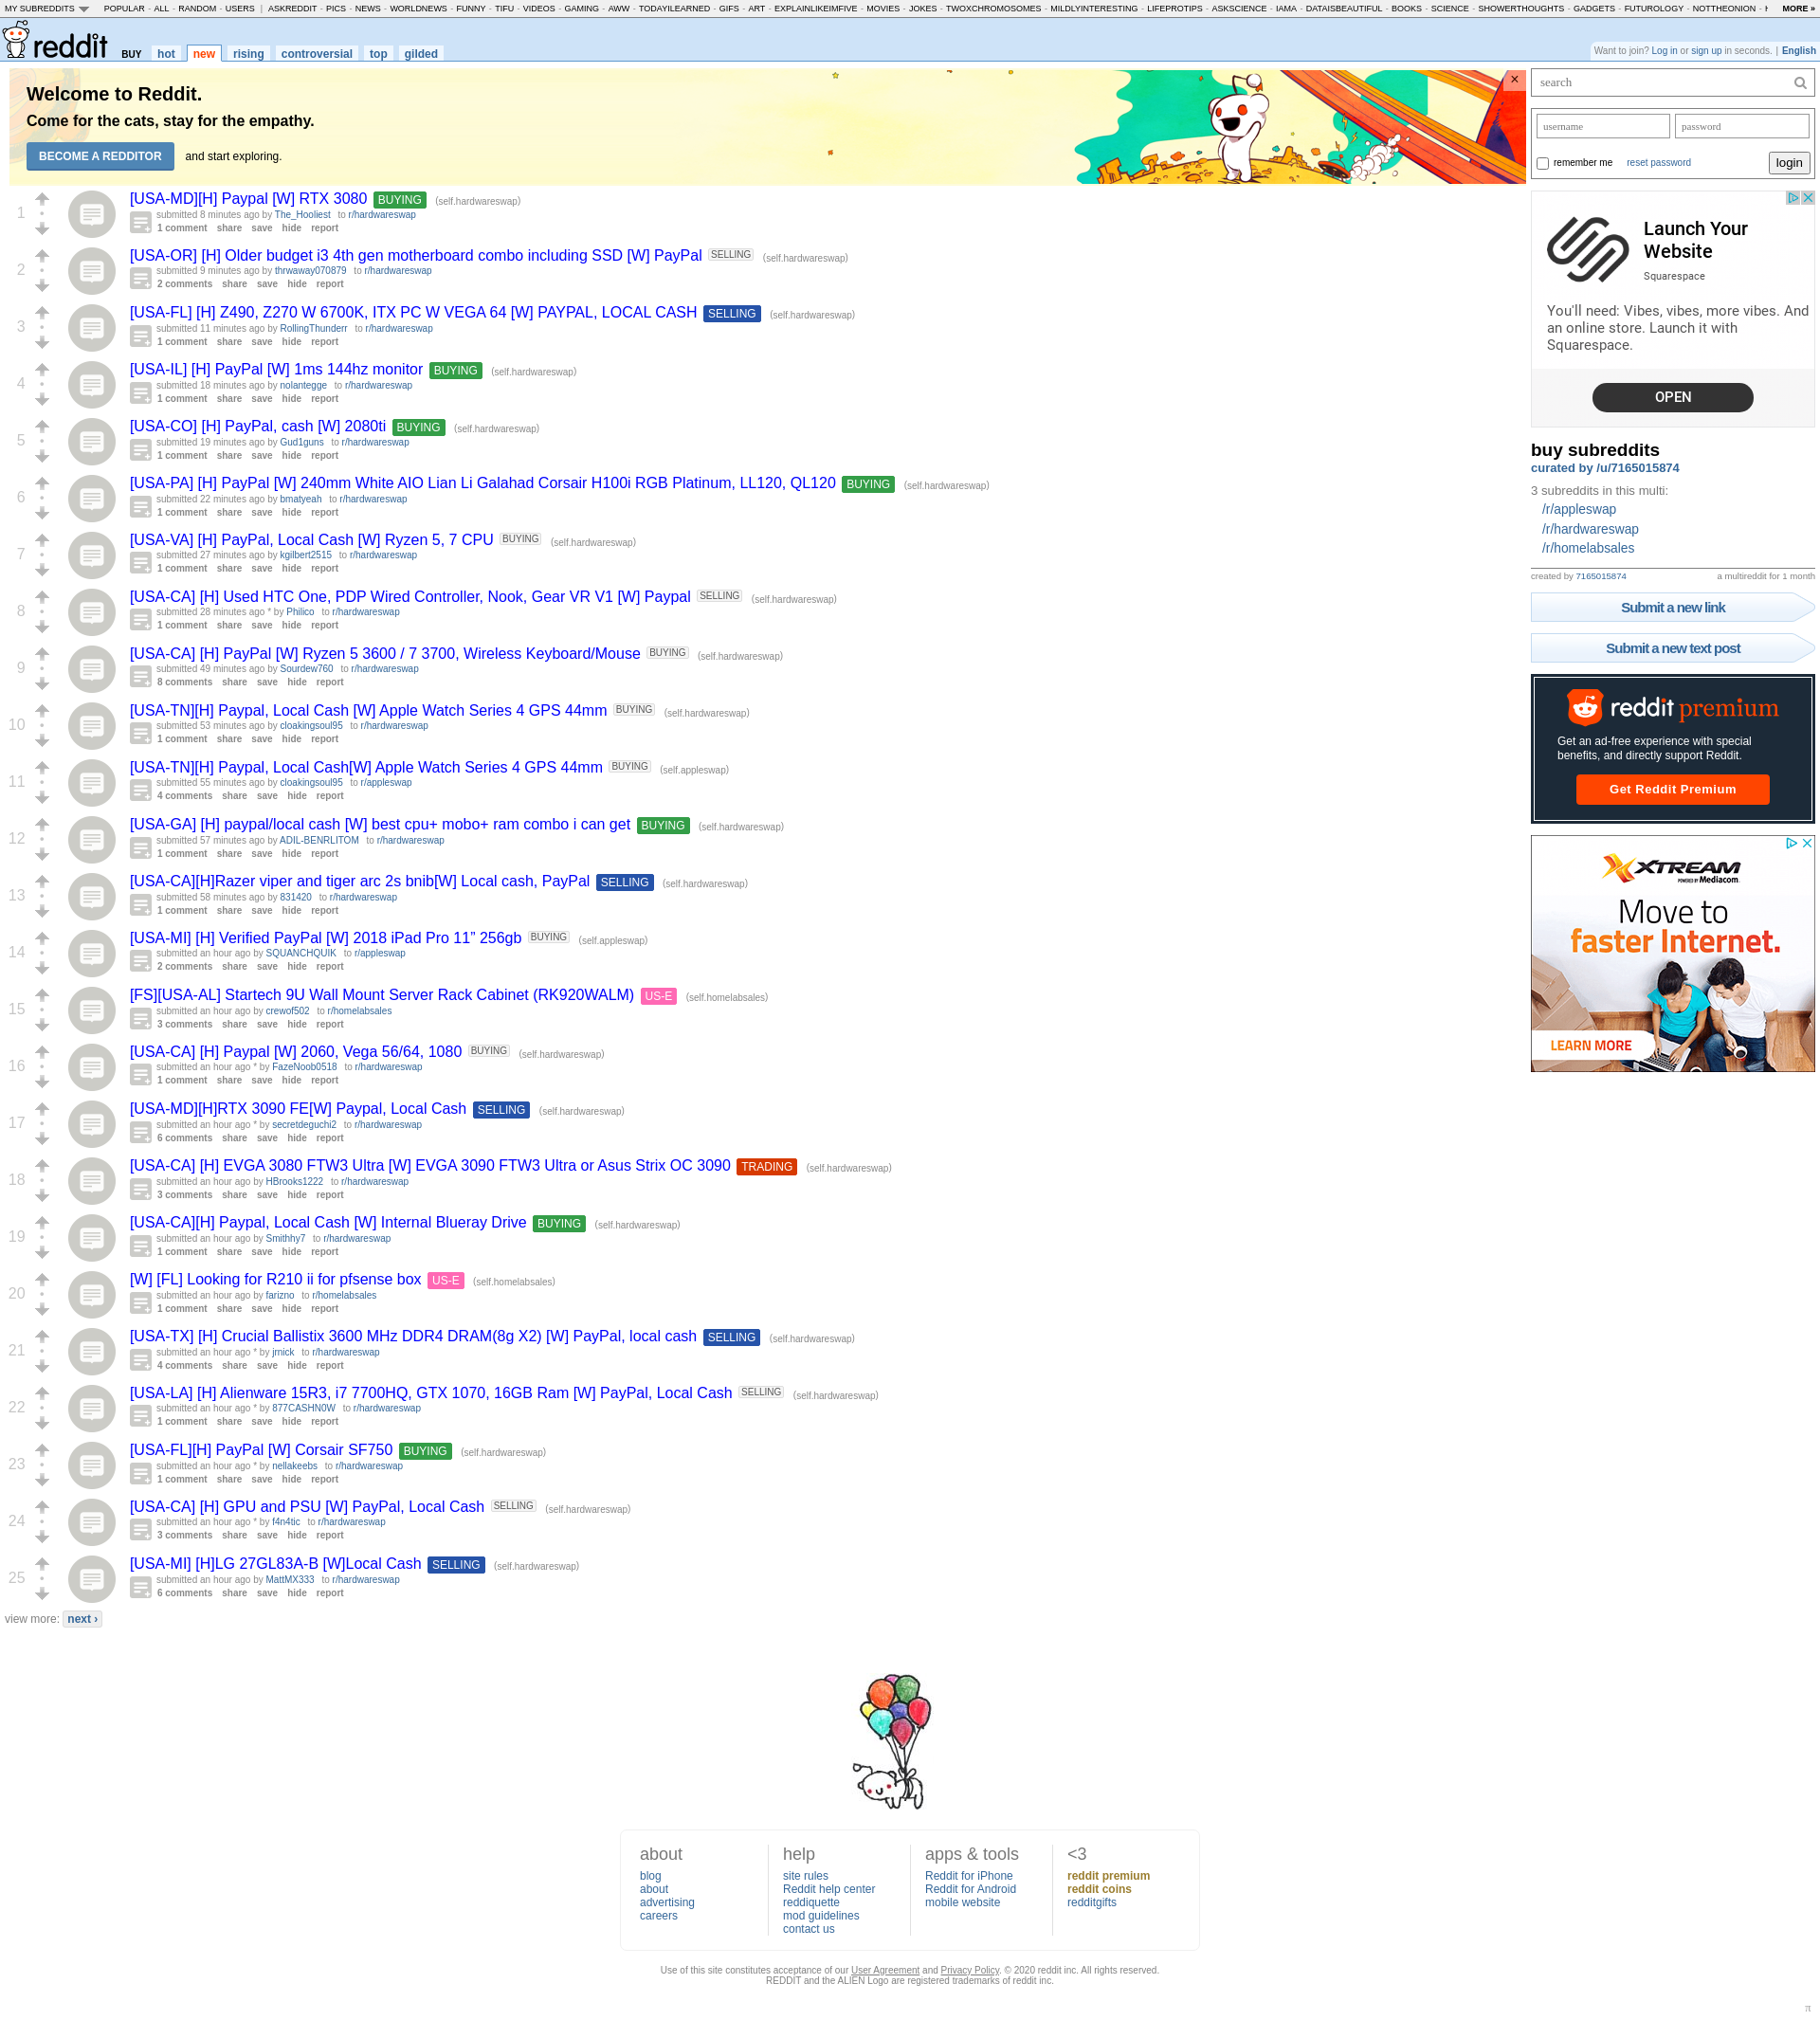 MY SUBREDDITS POPULAR - ALL - RANDOM - USERS | ASKREDDIT - PICS - NEWS - WORLDNEWS - FUNNY - TIFU - VIDEOS - GAMING - AWW - TODAYILEARNED - GIFS - ART - EXPLAINLIKEIMFIVE - MOVIES - JOKES - TWOXCHROMOSOMES - MILDLYINTERESTING - LIFEPROTIPS - ASKSCIENCE - IAMA - DATAISBEAUTIFUL - BOOKS - SCIENCE - SHOWERTHOUGHTS - GADGETS - FUTUROLOGY - NOTTHEONION - MORE »
reddit BUY hot new rising controversial top gilded
Want to join? Log in or sign up in seconds. | English
Welcome to Reddit.
Come for the cats, stay for the empathy.
BECOME A REDDITOR and start exploring.
1
[USA-MD][H] Paypal [W] RTX 3080 BUYING (self.hardwareswap)
submitted 8 minutes ago by The_Hooliest to r/hardwareswap
1 comment share save hide report
2
[USA-OR] [H] Older budget i3 4th gen motherboard combo including SSD [W] PayPal SELLING (self.hardwareswap)
submitted 9 minutes ago by thrwaway070879 to r/hardwareswap
2 comments share save hide report
3
[USA-FL] [H] Z490, Z270 W 6700K, ITX PC W VEGA 64 [W] PAYPAL, LOCAL CASH SELLING (self.hardwareswap)
submitted 11 minutes ago by RollingThunderr to r/hardwareswap
1 comment share save hide report
4
[USA-IL] [H] PayPal [W] 1ms 144hz monitor BUYING (self.hardwareswap)
submitted 18 minutes ago by nolantegge to r/hardwareswap
1 comment share save hide report
5
[USA-CO] [H] PayPal, cash [W] 2080ti BUYING (self.hardwareswap)
submitted 19 minutes ago by Gud1guns to r/hardwareswap
1 comment share save hide report
6
[USA-PA] [H] PayPal [W] 240mm White AIO Lian Li Galahad Corsair H100i RGB Platinum, LL120, QL120 BUYING (self.hardwareswap)
submitted 22 minutes ago by bmatyeah to r/hardwareswap
1 comment share save hide report
7
[USA-VA] [H] PayPal, Local Cash [W] Ryzen 5, 7 CPU BUYING (self.hardwareswap)
submitted 27 minutes ago by kgilbert2515 to r/hardwareswap
1 comment share save hide report
8
[USA-CA] [H] Used HTC One, PDP Wired Controller, Nook, Gear VR V1 [W] Paypal SELLING (self.hardwareswap)
submitted 28 minutes ago * by Philico to r/hardwareswap
1 comment share save hide report
9
[USA-CA] [H] PayPal [W] Ryzen 5 3600 / 7 3700, Wireless Keyboard/Mouse BUYING (self.hardwareswap)
submitted 49 minutes ago by Sourdew760 to r/hardwareswap
8 comments share save hide report
10
[USA-TN][H] Paypal, Local Cash [W] Apple Watch Series 4 GPS 44mm BUYING (self.hardwareswap)
submitted 53 minutes ago by cloakingsoul95 to r/hardwareswap
1 comment share save hide report
11
[USA-TN][H] Paypal, Local Cash[W] Apple Watch Series 4 GPS 44mm BUYING (self.appleswap)
submitted 55 minutes ago by cloakingsoul95 to r/appleswap
4 comments share save hide report
12
[USA-GA] [H] paypal/local cash [W] best cpu+ mobo+ ram combo i can get BUYING (self.hardwareswap)
submitted 57 minutes ago by ADIL-BENRLITOM to r/hardwareswap
1 comment share save hide report
13
[USA-CA][H]Razer viper and tiger arc 2s bnib[W] Local cash, PayPal SELLING (self.hardwareswap)
submitted 58 minutes ago by 831420 to r/hardwareswap
1 comment share save hide report
14
[USA-MI] [H] Verified PayPal [W] 2018 iPad Pro 11” 256gb BUYING (self.appleswap)
submitted an hour ago by SQUANCHQUIK to r/appleswap
2 comments share save hide report
15
[FS][USA-AL] Startech 9U Wall Mount Server Rack Cabinet (RK920WALM) US-E (self.homelabsales)
submitted an hour ago by crewof502 to r/homelabsales
3 comments share save hide report
16
[USA-CA] [H] Paypal [W] 2060, Vega 56/64, 1080 BUYING (self.hardwareswap)
submitted an hour ago * by FazeNoob0518 to r/hardwareswap
1 comment share save hide report
17
[USA-MD][H]RTX 3090 FE[W] Paypal, Local Cash SELLING (self.hardwareswap)
submitted an hour ago * by secretdeguchi2 to r/hardwareswap
6 comments share save hide report
18
[USA-CA] [H] EVGA 3080 FTW3 Ultra [W] EVGA 3090 FTW3 Ultra or Asus Strix OC 3090 TRADING (self.hardwareswap)
submitted an hour ago by HBrooks1222 to r/hardwareswap
3 comments share save hide report
19
[USA-CA][H] Paypal, Local Cash [W] Internal Blueray Drive BUYING (self.hardwareswap)
submitted an hour ago by Smithhy7 to r/hardwareswap
1 comment share save hide report
20
[W] [FL] Looking for R210 ii for pfsense box US-E (self.homelabsales)
submitted an hour ago by farizno to r/homelabsales
1 comment share save hide report
21
[USA-TX] [H] Crucial Ballistix 3600 MHz DDR4 DRAM(8g X2) [W] PayPal, local cash SELLING (self.hardwareswap)
submitted an hour ago * by jrnick to r/hardwareswap
4 comments share save hide report
22
[USA-LA] [H] Alienware 15R3, i7 7700HQ, GTX 1070, 16GB Ram [W] PayPal, Local Cash SELLING (self.hardwareswap)
submitted an hour ago * by 877CASHN0W to r/hardwareswap
1 comment share save hide report
23
[USA-FL][H] PayPal [W] Corsair SF750 BUYING (self.hardwareswap)
submitted an hour ago * by nellakeebs to r/hardwareswap
1 comment share save hide report
24
[USA-CA] [H] GPU and PSU [W] PayPal, Local Cash SELLING (self.hardwareswap)
submitted an hour ago * by f4n4tic to r/hardwareswap
3 comments share save hide report
25
[USA-MI] [H]LG 27GL83A-B [W]Local Cash SELLING (self.hardwareswap)
submitted an hour ago by MattMX333 to r/hardwareswap
6 comments share save hide report
view more: next ›
search
username password
remember me reset password login
Launch Your
Website
Squarespace
You'll need: Vibes, vibes, more vibes. And
an online store. Launch it with
Squarespace.
OPEN
buy subreddits
curated by /u/7165015874
3 subreddits in this multi:
/r/appleswap
/r/hardwareswap
/r/homelabsales
created by 7165015874 a multireddit for 1 month
Submit a new link
Submit a new text post
reddit premium
Get an ad-free experience with special
benefits, and directly support Reddit.
Get Reddit Premium
XTREAM
POWERED BY Mediacom
Move to
faster Internet.
LEARN MORE
about
blog
about
advertising
careers
help
site rules
Reddit help center
reddiquette
mod guidelines
contact us
apps & tools
Reddit for iPhone
Reddit for Android
mobile website
<3
reddit premium
reddit coins
redditgifts
Use of this site constitutes acceptance of our User Agreement and Privacy Policy. © 2020 reddit inc. All rights reserved.
REDDIT and the ALIEN Logo are registered trademarks of reddit inc.
π